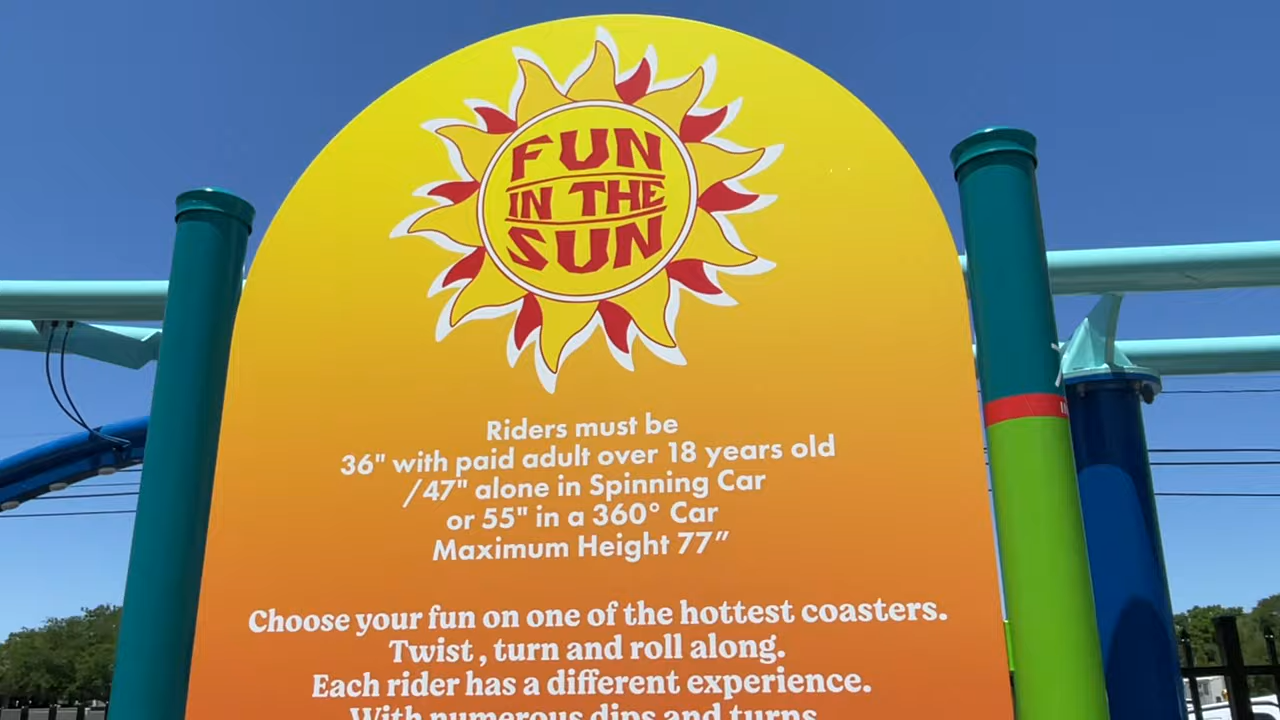 FUN
IN THE
SUN
Riders must be
36" with paid adult over 18 years old
/47" alone in Spinning Car
or 55" in a 360° Car
Maximum Height 77”
Choose your fun on one of the hottest coasters.
Twist , turn and roll along.
Each rider has a different experience.
With numerous dips and turns